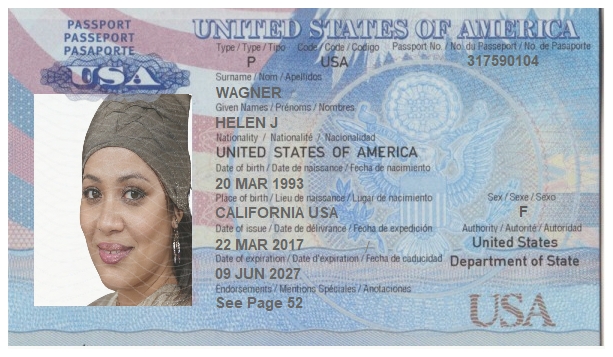 PASSPORT
PASSEPORT
PASAPORTE
USA
UNITED STATES OF AMERICA
Type / Type / Tipo Code / Code / Codigo Passport No. / No. du Passeport / No. de Pasaporte
P USA 317590104
Surname / Nom / Apellidos
WAGNER
Given Names / Prénoms / Nombres
HELEN J
Nationality / Nationalité / Nacionalidad
UNITED STATES OF AMERICA
Date of birth / Date de naissance / Fecha de nacimiento
20 MAR 1993
Place of birth / Lieu de naissance / Lugar de nacimiento Sex / Sexe / Sexo
CALIFORNIA USA F
Date of issue / Date de délivrance / Fecha de expedición Authority / Autorité / Autoridad
22 MAR 2017 United States
Date of expiration / Date d'expiration / Fecha de caducidad Department of State
09 JUN 2027
Endorsements / Mentions Spéciales / Anotaciones
See Page 52
USA